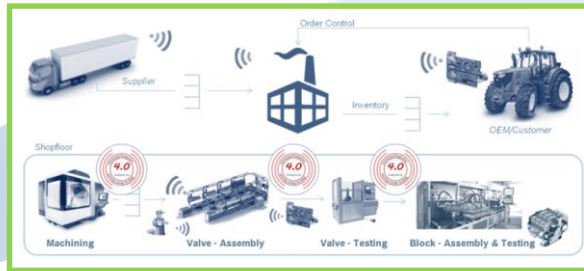 Order Control
Supplier
Inventory
OEM/Customer
Shopfloor
4.0
4.0
4.0
Machining
Valve - Assembly
Valve - Testing
Block - Assembly & Testing